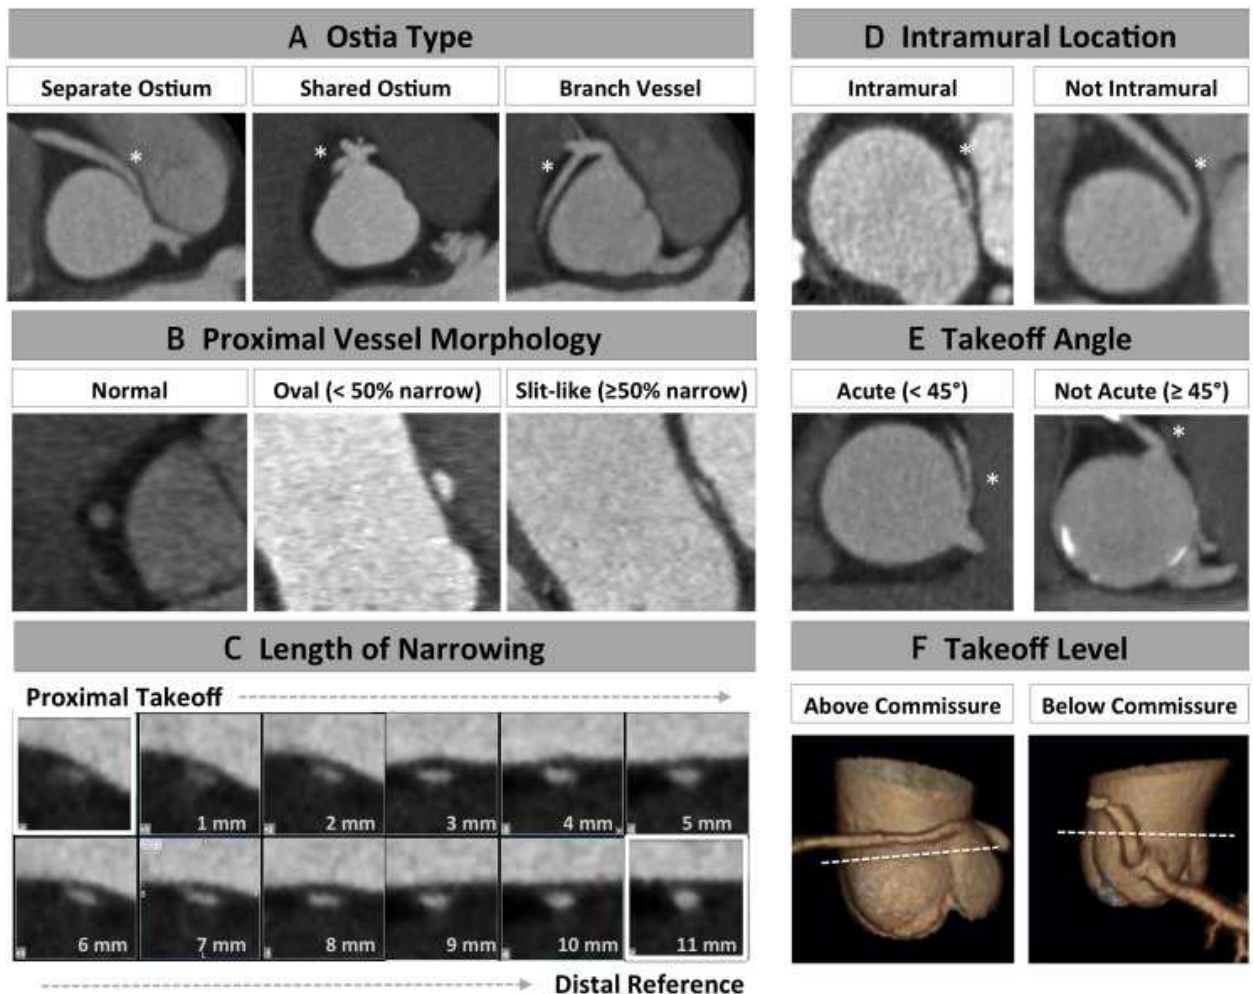 A Ostia Type
Separate Ostium
Shared Ostium
Branch Vessel
*
*
*
B Proximal Vessel Morphology
Normal
Oval (< 50% narrow)
Slit-like (≥50% narrow)
C Length of Narrowing
Proximal Takeoff
1 mm
2 mm
3 mm
4 mm
5 mm
6 mm
7 mm
8 mm
9 mm
10 mm
11 mm
Distal Reference
D Intramural Location
Intramural
Not Intramural
*
*
E Takeoff Angle
Acute (< 45°)
Not Acute (≥ 45°)
*
*
F Takeoff Level
Above Commissure
Below Commissure